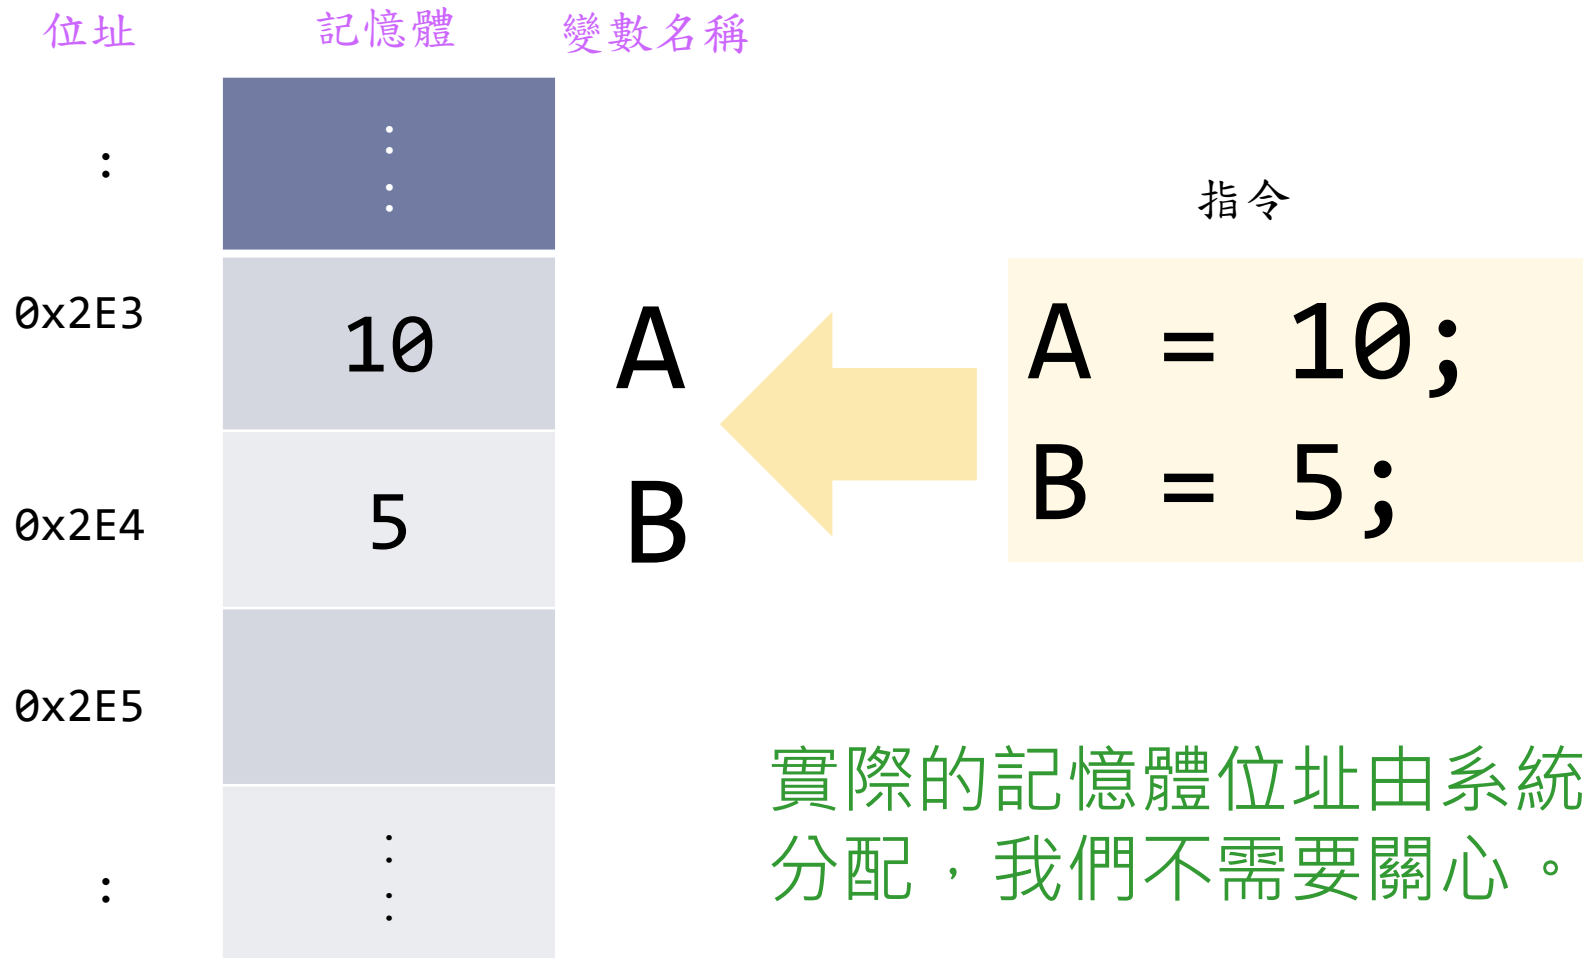 位址 記憶體 變數名稱
:
指令
0x2E3 10 A
A = 10;
0x2E4 5 B
B = 5;
0x2E5
實際的記憶體位址由系統
分配，我們不需要關心。
: